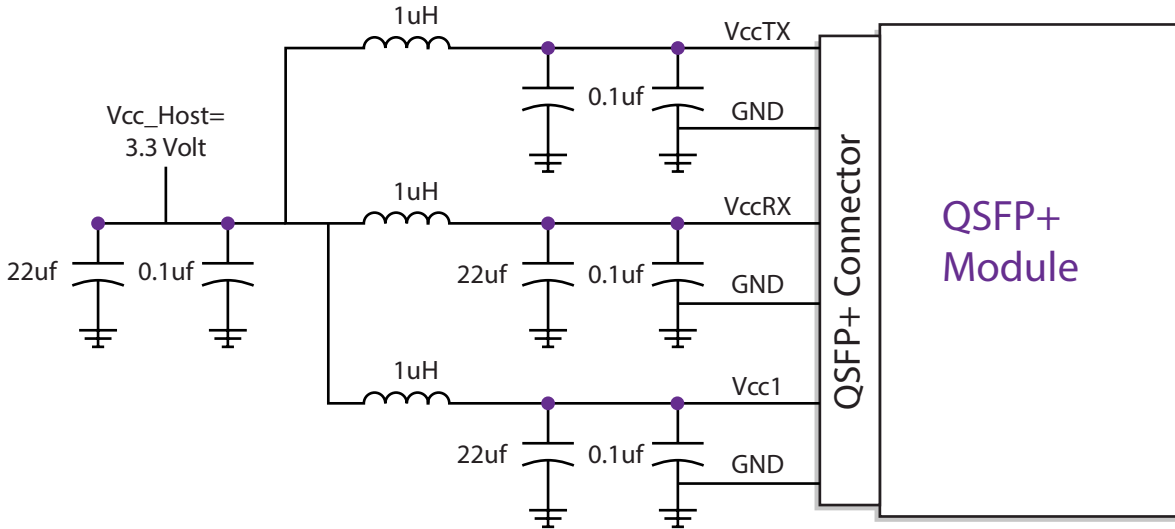 1uH
VccTX
0.1uf
GND
Vcc_Host=
3.3 Volt
1uH
VccRX
22uf
0.1uf
22uf
0.1uf
GND
1uH
Vcc1
22uf
0.1uf
GND
QSFP+ Connector
QSFP+
Module